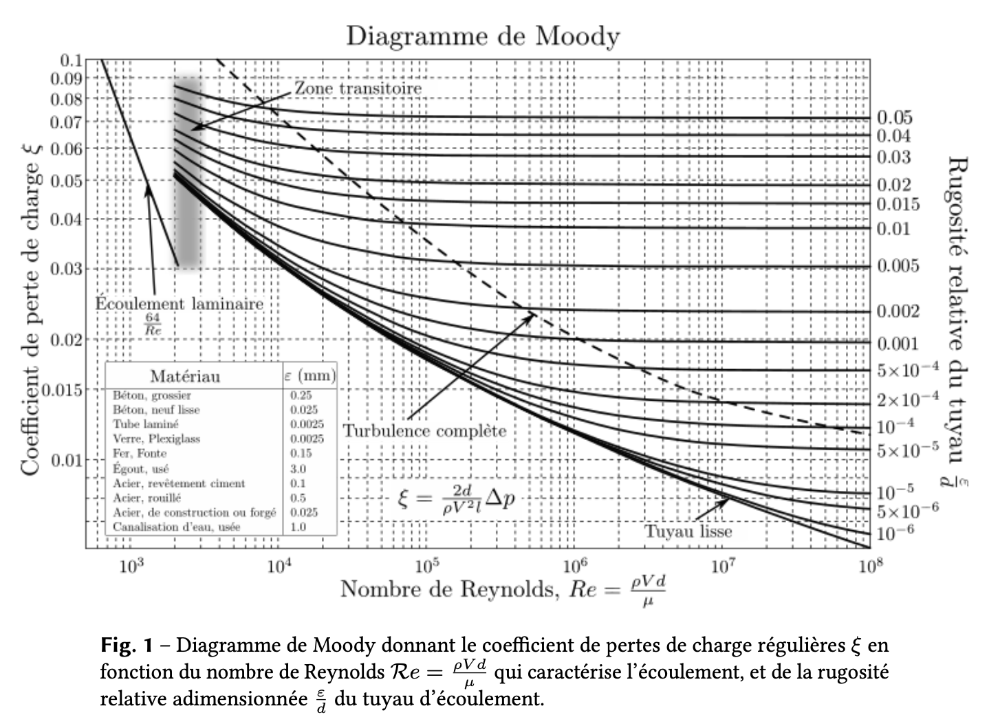 Diagramme de Moody
Coefficient de perte de charge ξ
0.1
0.09
0.08
0.07
0.06
0.05
0.04
0.03
0.02
0.015
0.01
Zone transitoire
Écoulement laminaire
64/Re
Matériau ε (mm)
Béton, grossier 0.25
Béton, neuf lisse 0.025
Tube laminé 0.0025
Verre, Plexiglass 0.0025
Fer, Fonte 0.15
Égout, usé 3.0
Acier, revêtement ciment 0.1
Acier, rouillé 0.5
Acier, de construction ou forgé 0.025
Canalisation d'eau, usée 1.0
Turbulence complète
ξ = 2d/ρV²l Δp
Tuyau lisse
0.05
0.04
0.03
0.02
0.015
0.01
0.005
0.002
0.001
5×10⁻⁴
2×10⁻⁴
10⁻⁴
5×10⁻⁵
10⁻⁵
5×10⁻⁶
10⁻⁶
Rugosité relative du tuyau ε/d
10³ 10⁴ 10⁵ 10⁶ 10⁷ 10⁸
Nombre de Reynolds, Re = ρVd/μ
Fig. 1 – Diagramme de Moody donnant le coefficient de pertes de charge régulières ξ en
fonction du nombre de Reynolds Re = ρVd/μ qui caractérise l'écoulement, et de la rugosité
relative adimensionnée ε/d du tuyau d'écoulement.